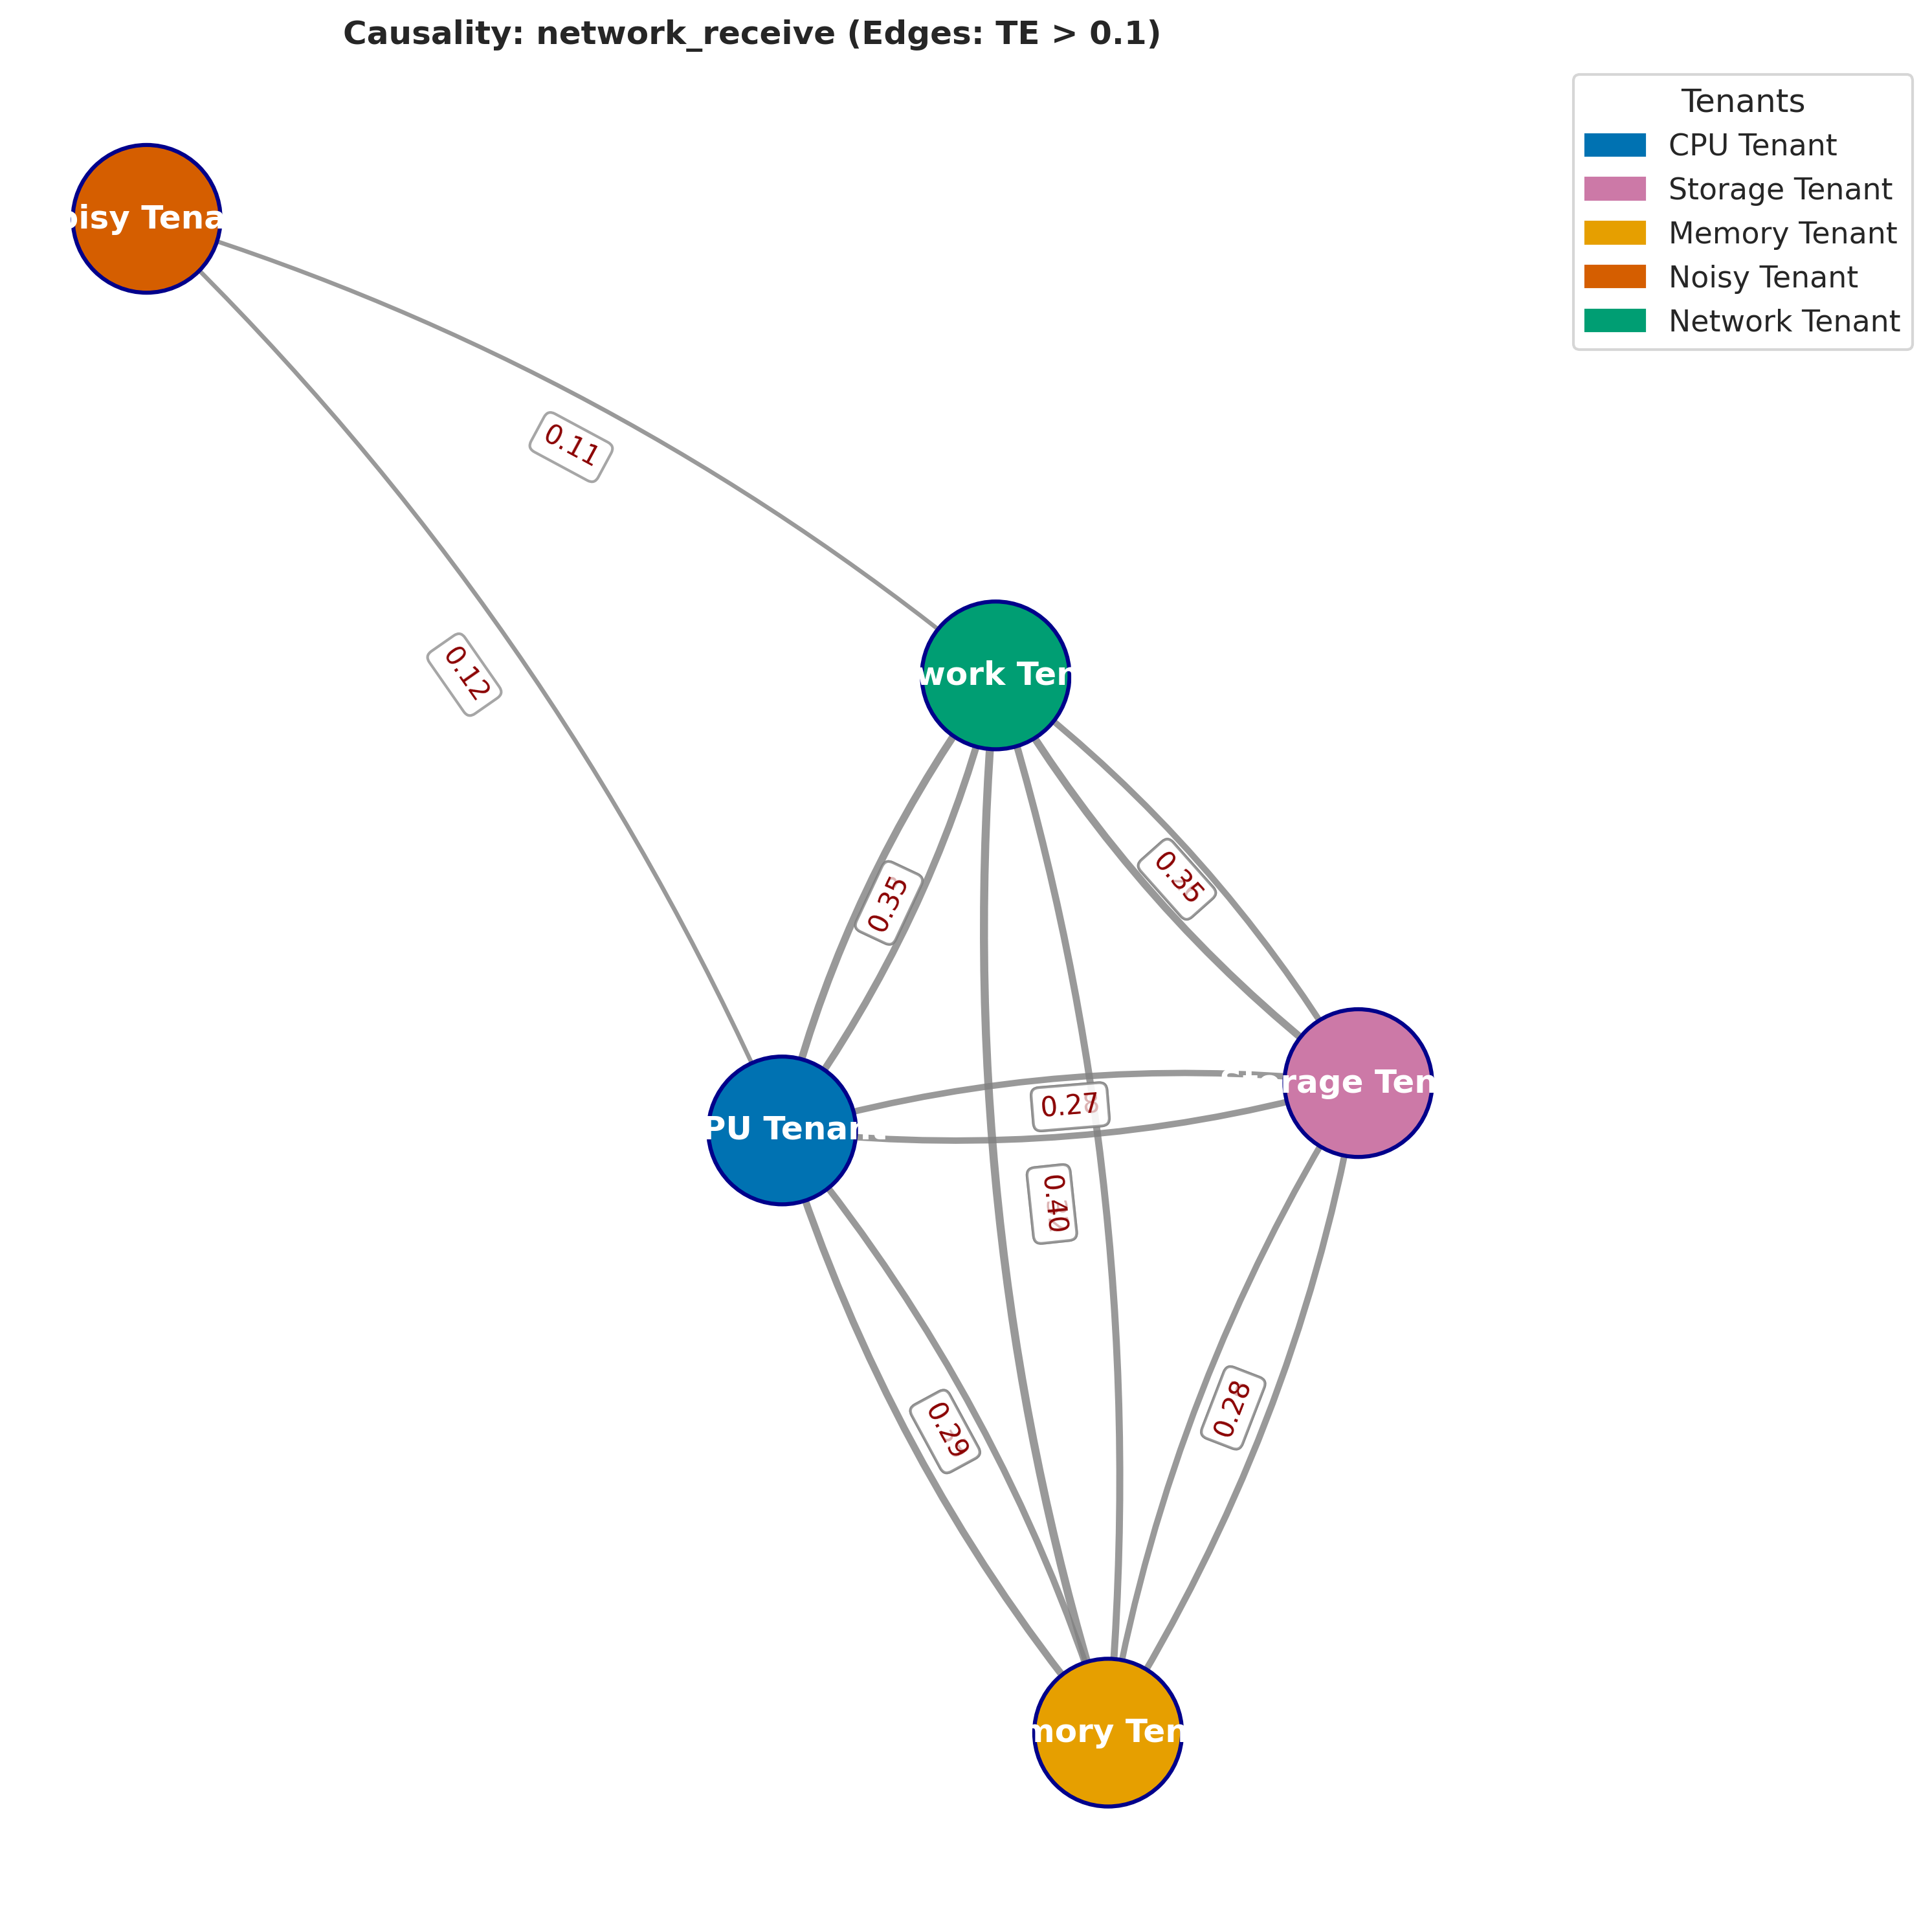 Causality: network_receive (Edges: TE > 0.1)
Tenants
CPU Tenant
Storage Tenant
Memory Tenant
Noisy Tenant
Network Tenant
oisy Tena
0.11
0.12
work Ten
0.35
0.35
rage Ten
0.27
PU Tenant
0.40
0.28
0.29
mory Ten